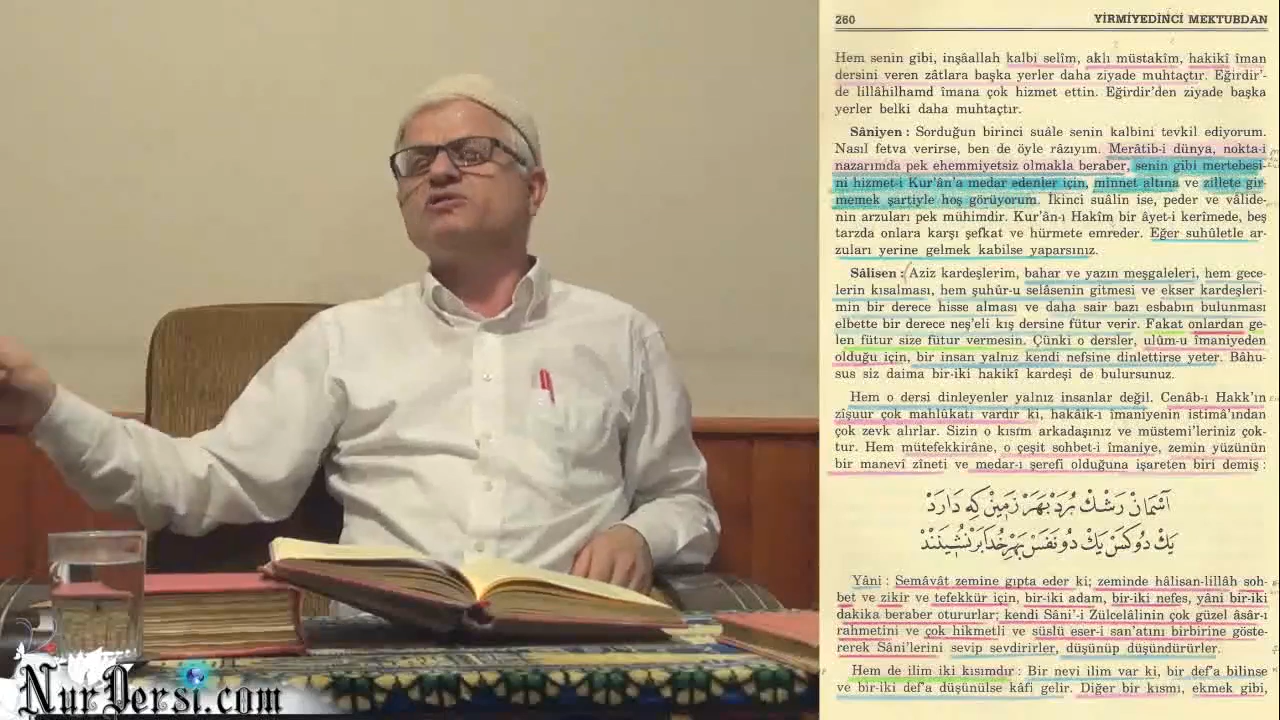 260 YİRMİYEDİNCİ MEKTUBDAN
Hem senin gibi, inşâallah kalbi selîm, aklı müstakîm, hakikî îman
dersini veren zâtlara başka yerler daha ziyade muhtaçtır. Eğirdir'-
de lillâhilhamd îmana çok hizmet ettin. Eğirdir'den ziyade başka
yerler belki daha muhtaçtır.
Sâniyen : Sorduğun birinci suâle senin kalbini tevkil ediyorum.
Nasıl fetva verirse, ben de öyle râzıyım. Merâtib-i dünya, nokta-i
nazarımda pek ehemmiyetsiz olmakla beraber, senin gibi mertebesi-
ni hizmet-i Kur'ân'a medar edenler için, minnet altına ve zillete gir-
memek şartiyle hoş görüyorum. İkinci suâlin ise, peder ve vâlide-
nin arzuları pek mühimdir. Kur'ân-ı Hakîm bir âyet-i kerîmede, beş
tarzda onlara karşı şefkat ve hürmete emreder. Eğer suhûletle ar-
zuları yerine gelmek kabilse yaparsınız.
Sâlisen : Aziz kardeşlerim, bahar ve yazın meşgaleleri, hem gece-
lerin kısalması, hem şuhûr-u selâsenin gitmesi ve ekser kardeşleri-
min bir derece hisse alması ve daha sair bazı esbabın bulunması
elbette bir derece neş'eli kış dersine fütur verir. Fakat onlardan ge-
len fütur size fütur vermesin. Çünki o dersler, ulûm-u îmaniyeden
olduğu için, bir insan yalnız kendi nefsine dinlettirse yeter. Bâhu-
sus siz daima bir-iki hakikî kardeşi de bulursunuz.
Hem o dersi dinleyenler yalnız insanlar değil. Cenâb-ı Hakk'ın
zîşuur çok mahlûkatı vardır ki, hakâik-ı îmaniyenin istimâ'ından
çok zevk alırlar. Sizin o kısım arkadaşınız ve müstemi'leriniz çok-
tur. Hem mütefekkirâne, o çeşit sohbet-i îmaniye, zemin yüzünün
bir manevî zîneti ve medar-ı şerefi olduğuna işareten biri demiş :
آسْمَانْ رَشْكْ بُرَدْ بَهَرْ زَمِينْ كِه دَارَدْ
يَكْ دُوكَسْ يَكْ دُو نَفَسْ بَهْرِ خُدَا بَرْ نِشِينَنْدْ
Yâni : Semâvât zemine gıpta eder ki; zeminde hâlisan-lillâh soh-
bet ve zikir ve tefekkür için, bir-iki adam, bir-iki nefes, yâni bir-iki
dakika beraber otururlar; kendi Sâni'-i Zülcelâlinin çok güzel âsâr-ı
rahmetini ve çok hikmetli ve süslü eser-i san'atını birbirine göste-
rerek Sâni'lerini sevip sevdirirler, düşünüp düşündürürler.
Hem de ilim iki kısımdır : Bir nevi ilim var ki, bir def'a bilinse
ve bir-iki def'a düşünülse kâfi gelir. Diğer bir kısmı, ekmek gibi,
NurDersi.com